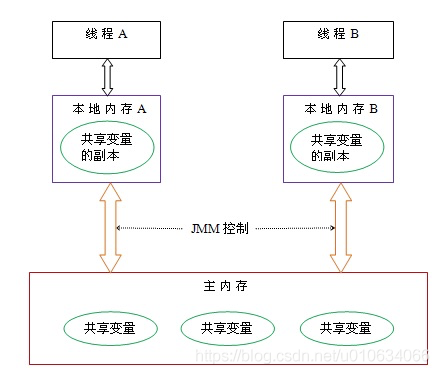 线程 A
线程 B
本地内存 A
本地内存 B
共享变量
的副本
共享变量
的副本
JMM 控制
主内存
共享变量
共享变量
共享变量
https://blog.csdn.net/u010634066